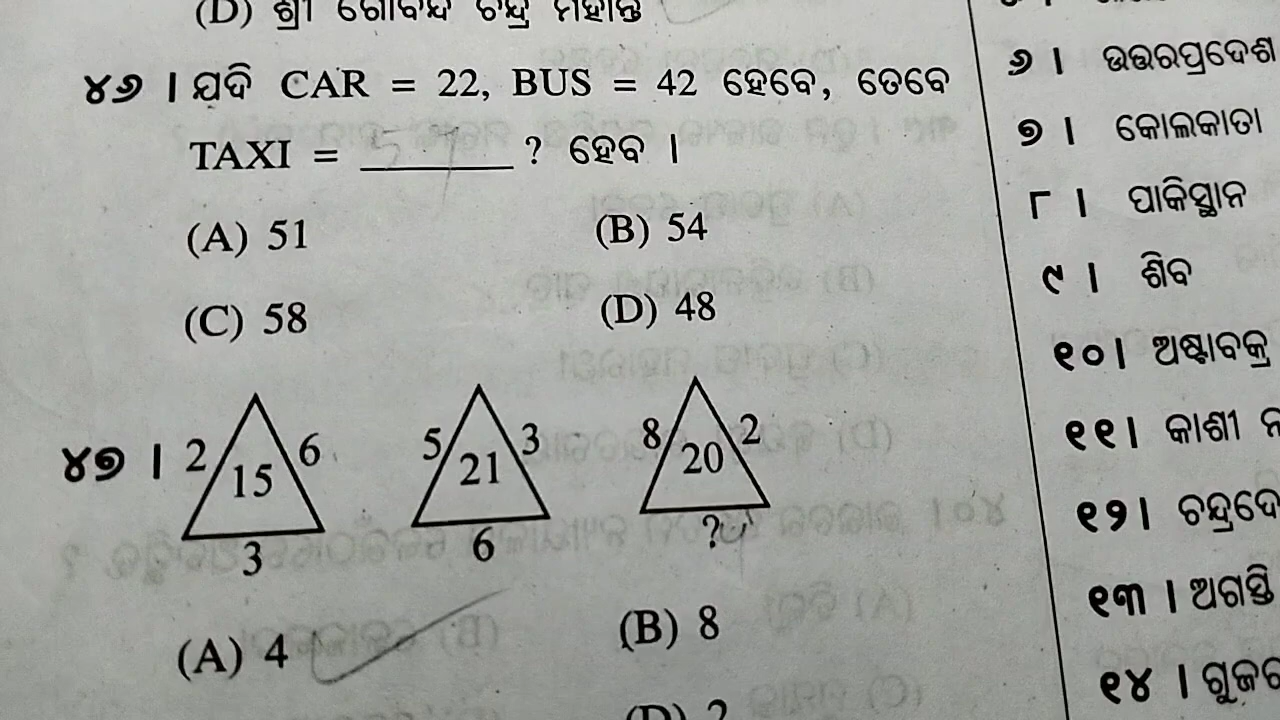 (D) ଶ୍ରୀ ଗୋବିନ୍ଦ ଚନ୍ଦ୍ର ମହାନ୍ତି
୪୬ । ଯଦି CAR = 22, BUS = 42 ହେବେ, ତେବେ
TAXI = ________ ? ହେବ ।
(A) 51 (B) 54
(C) 58 (D) 48
୪୭ । 2 15 6 3 5 21 3 6 8 20 2 ?
(A) 4 (B) 8
(D) 2
୬ । ଉତ୍ତରପ୍ରଦେଶ
୭ । କୋଲକାତା
୮ । ପାକିସ୍ଥାନ
୯ । ଶିବ
୧୦। ଅଷ୍ଟାବକ୍ର
୧୧। କାଶୀ
୧୨। ଚନ୍ଦ୍ରଦେ
୧୩ । ଅଗସ୍ତି
୧୪ । ଗୁଜର